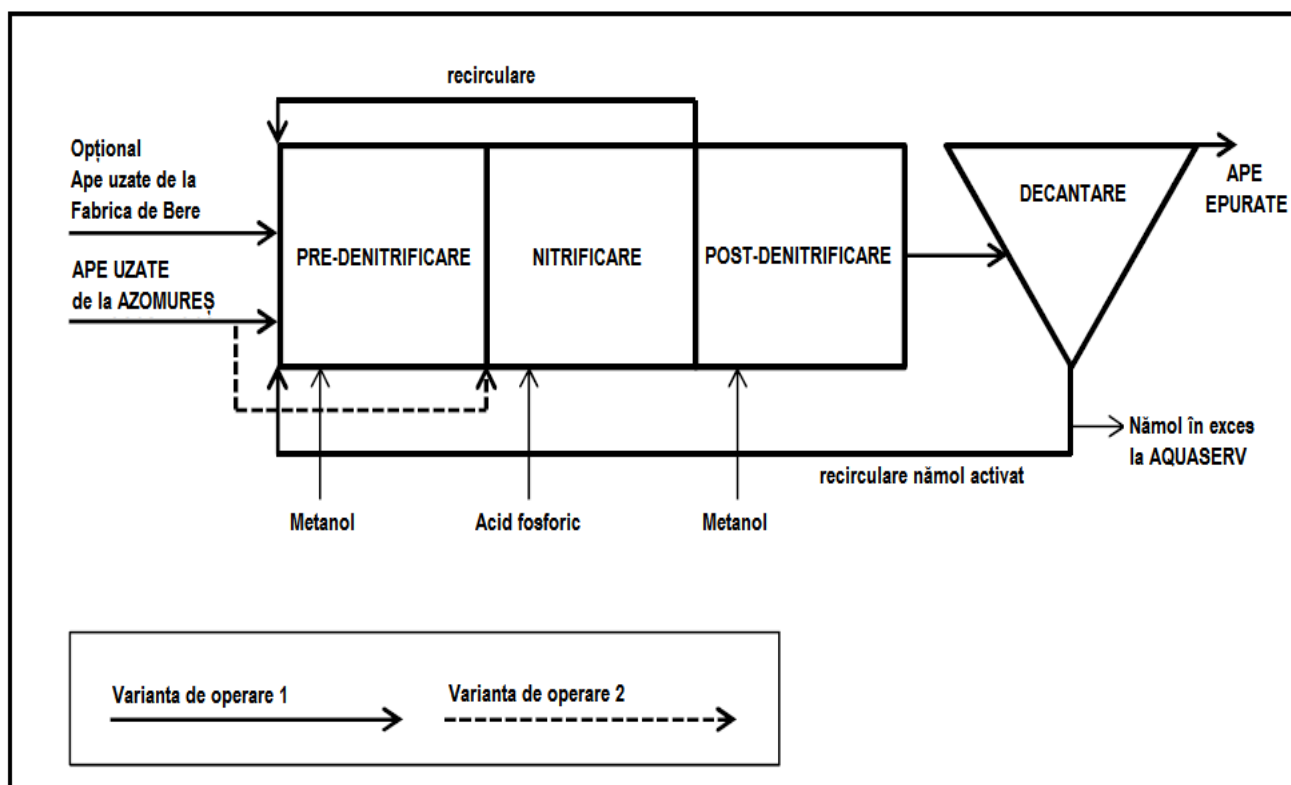 recirculare
Opțional
Ape uzate de la
Fabrica de Bere
APE UZATE
de la AZOMUREȘ
PRE-DENITRIFICARE
NITRIFICARE
POST-DENITRIFICARE
DECANTARE
APE
EPURATE
Nămol în exces
la AQUASERV
recirculare nămol activat
Metanol
Acid fosforic
Metanol
Varianta de operare 1
Varianta de operare 2